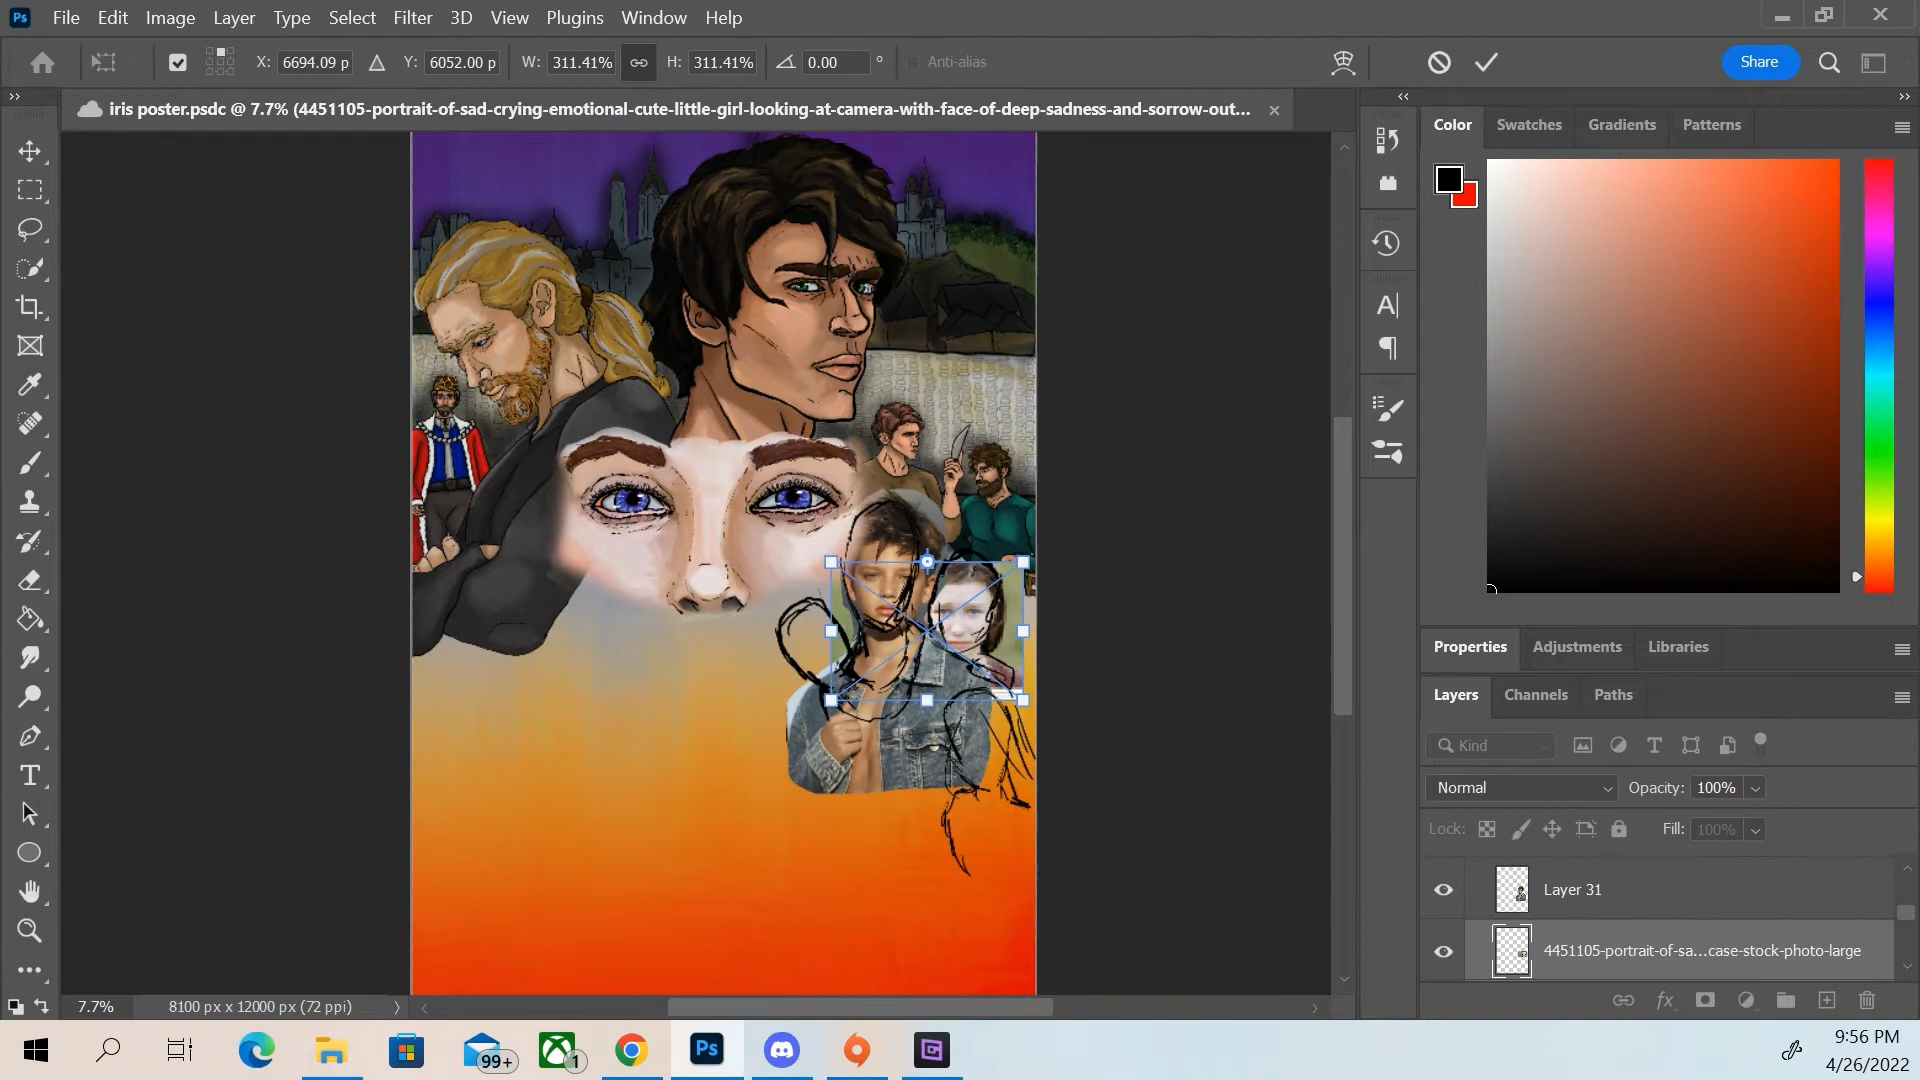 Ps File Edit Image Layer Type Select Filter 3D View Plugins Window Help
X: 6694.09 p Y: 6052.00 p W: 311.41% H: 311.41% 0.00 ° Anti-alias Share
iris poster.psdc @ 7.7% (4451105-portrait-of-sad-crying-emotional-cute-little-girl-looking-at-camera-with-face-of-deep-sadness-and-sorrow-out...
Color Swatches Gradients Patterns
Properties Adjustments Libraries
Layers Channels Paths
Kind
Normal Opacity: 100%
Lock: Fill: 100%
Layer 31
4451105-portrait-of-sa...case-stock-photo-large
7.7% 8100 px x 12000 px (72 ppi)
99+ 1 Ps
9:56 PM
4/26/2022